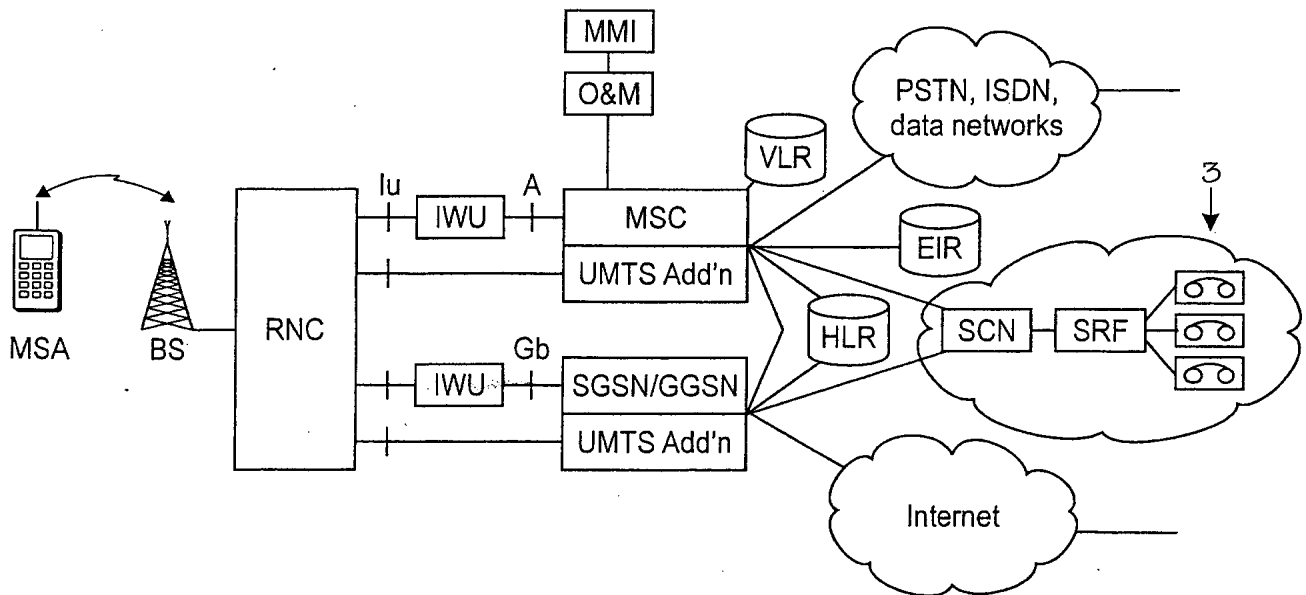 MMI
O&M
PSTN, ISDN,
data networks
VLR
3
Iu
A
IWU
MSC
EIR
UMTS Add'n
MSA
BS
RNC
HLR
SCN
SRF
Gb
IWU
SGSN/GGSN
UMTS Add'n
Internet